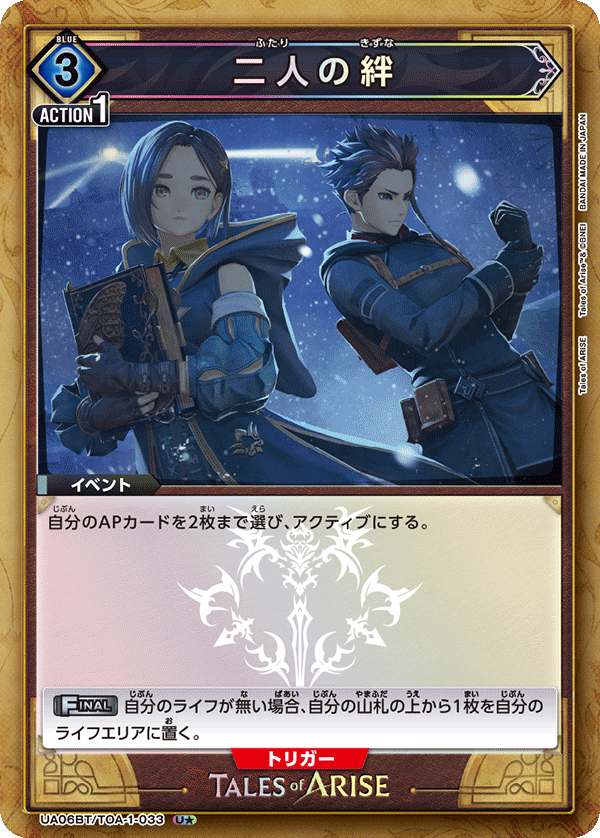 BLUE
3
ふたり きずな
二人の絆
ACTION 1
BANDAI MADE IN JAPAN
Tales of Arise™& ©BNEI
Tales of ARISE
イベント
じぶん まい えら
自分のAPカードを2枚まで選び、アクティブにする。
じぶん な ばあい じぶん やまふだ うえ まい じぶん
FINAL 自分のライフが無い場合、自分の山札の上から1枚を自分の
お
ライフエリアに置く。
トリガー
TALES of ARISE
UA06BT/TOA-1-033 U★